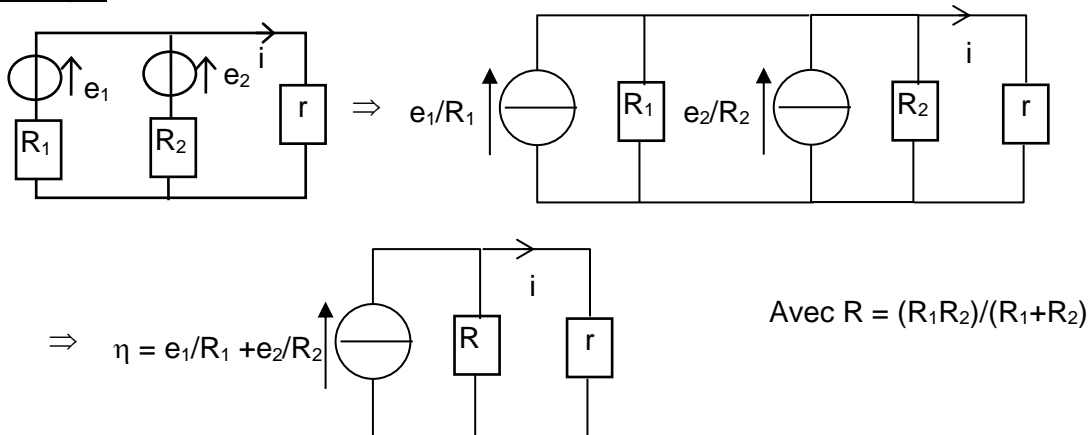 e₁
R₁
e₂
R₂
i
r
⇒
e₁/R₁
R₁
e₂/R₂
R₂
i
r
⇒
η = e₁/R₁ +e₂/R₂
R
i
r
Avec R = (R₁R₂)/(R₁+R₂)